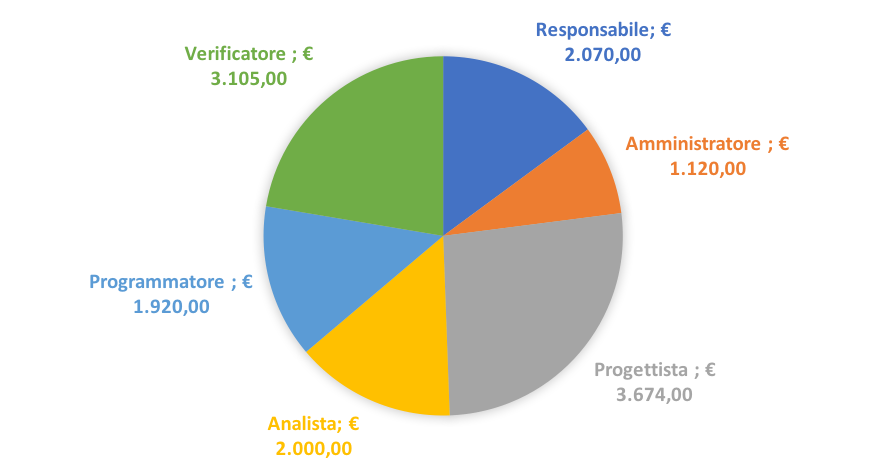 Responsabile; €
2.070,00
Verificatore ; €
3.105,00
Amministratore ; €
1.120,00
Programmatore ; €
1.920,00
Progettista ; €
3.674,00
Analista; €
2.000,00